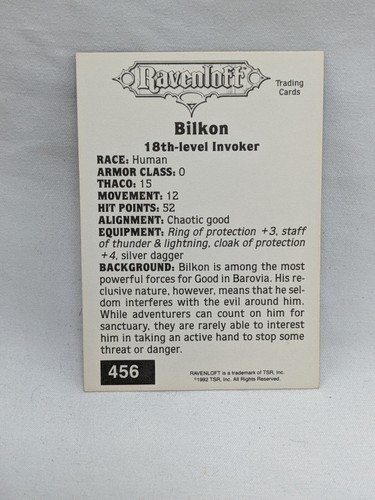 Ravenloft
Trading
Cards
Bilkon
18th-level Invoker
RACE: Human
ARMOR CLASS: 0
THACO: 15
MOVEMENT: 12
HIT POINTS: 52
ALIGNMENT: Chaotic good
EQUIPMENT: Ring of protection +3, staff
of thunder & lightning, cloak of protection
+4, silver dagger
BACKGROUND: Bilkon is among the most
powerful forces for Good in Barovia. His re-
clusive nature, however, means that he sel-
dom interferes with the evil around him.
While adventurers can count on him for
sanctuary, they are rarely able to interest
him in taking an active hand to stop some
threat or danger.
456
RAVENLOFT is a trademark of TSR, Inc.
©1992 TSR, Inc. All Rights Reserved.